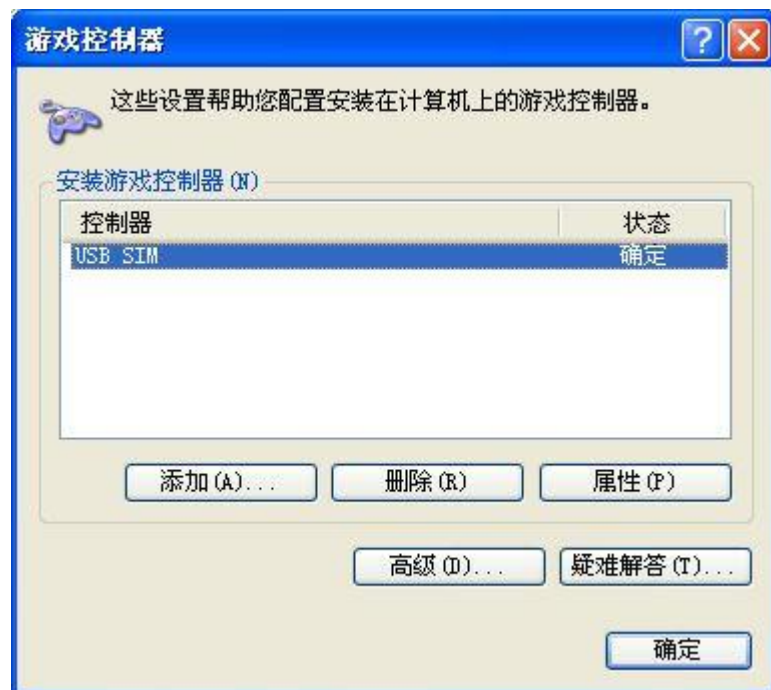 游戏控制器
这些设置帮助您配置安装在计算机上的游戏控制器。
安装游戏控制器(N)
控制器 状态
USB SIM 确定
添加(A)... 删除(R) 属性(P)
高级(D)... 疑难解答(T)...
确定